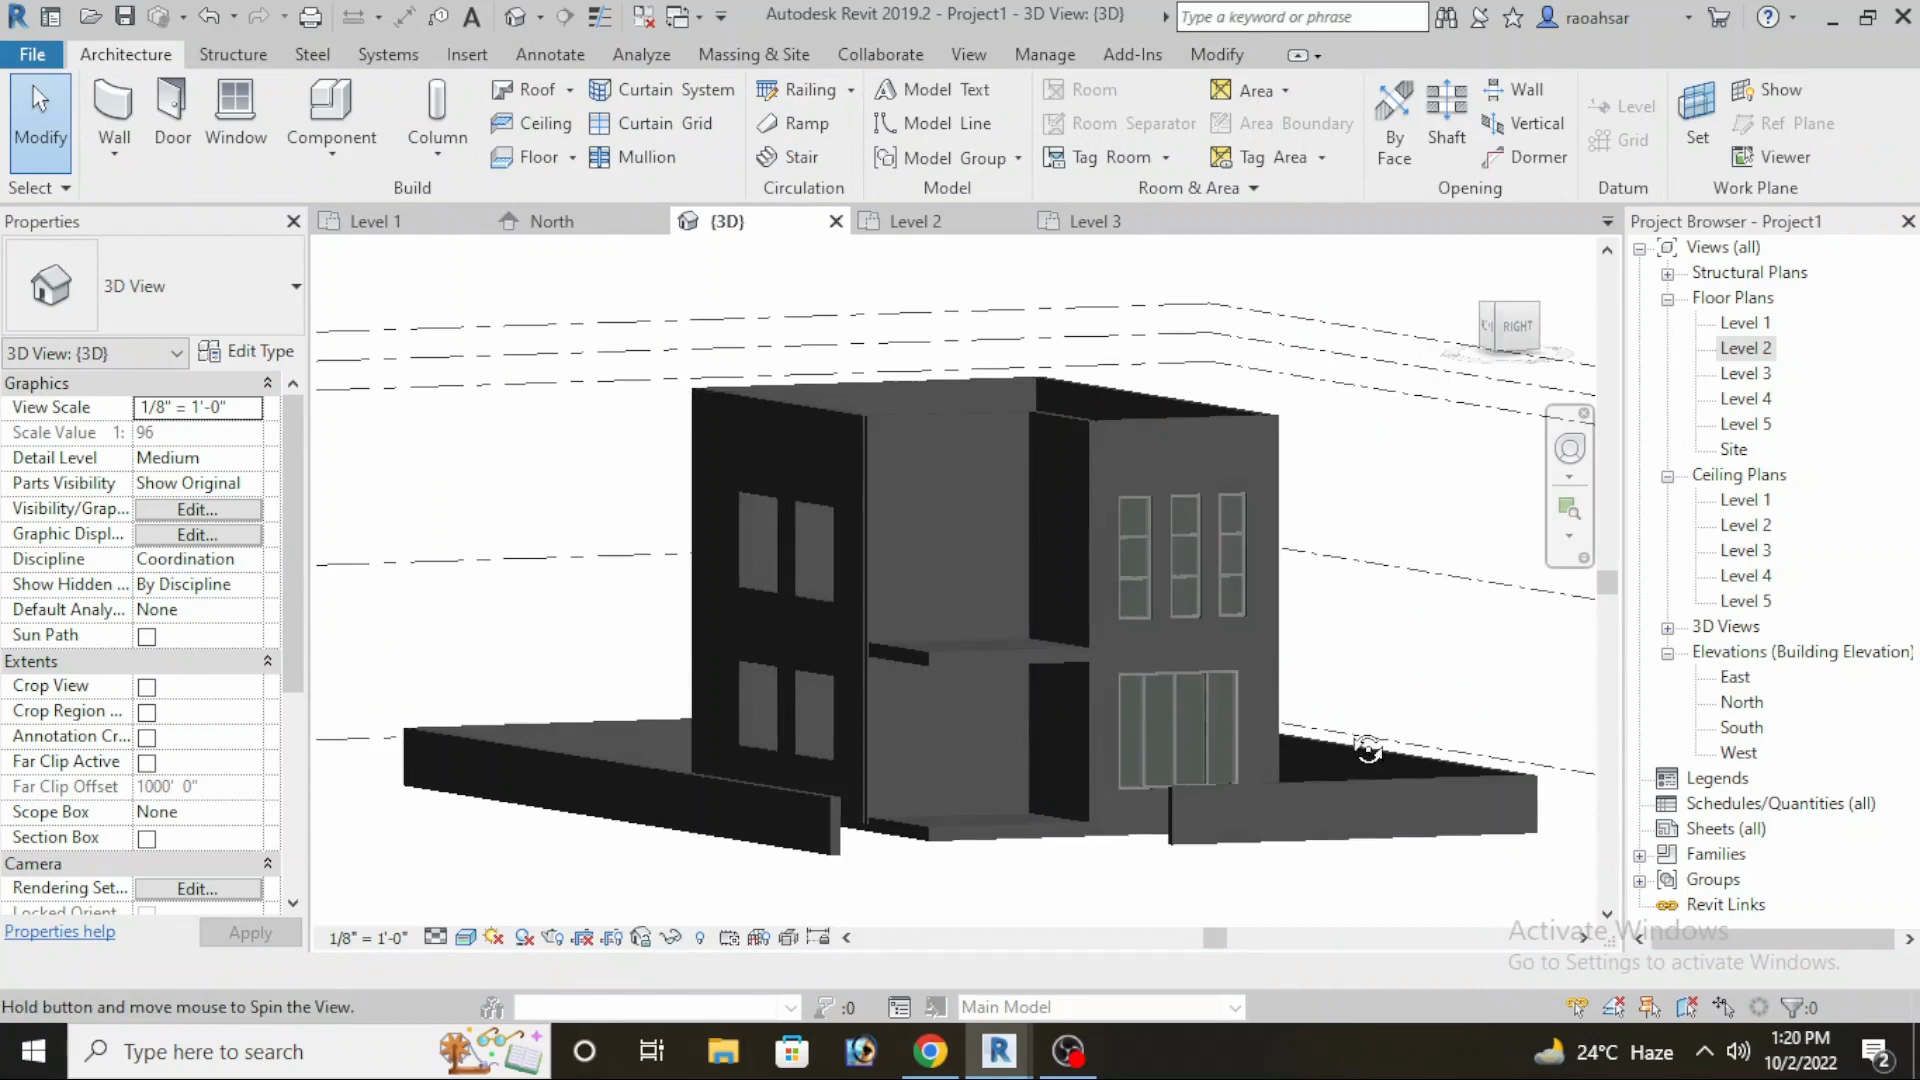 Autodesk Revit 2019.2 - Project1 - 3D View: {3D}
Type a keyword or phrase
raoahsar
File
Architecture
Structure
Steel
Systems
Insert
Annotate
Analyze
Massing & Site
Collaborate
View
Manage
Add-Ins
Modify
Modify
Wall
Door
Window
Component
Column
Roof
Ceiling
Floor
Curtain System
Curtain Grid
Mullion
Railing
Ramp
Stair
Model Text
Model Line
Model Group
Room
Room Separator
Tag Room
Area
Area Boundary
Tag Area
By
Face
Shaft
Wall
Vertical
Dormer
Level
Grid
Set
Show
Ref Plane
Viewer
Select
Build
Circulation
Model
Room & Area
Opening
Datum
Work Plane
Properties
Level 1
North
{3D}
Level 2
Level 3
Project Browser - Project1
3D View
3D View: {3D}
Edit Type
Graphics
View Scale 1/8" = 1'-0"
Scale Value 1: 96
Detail Level Medium
Parts Visibility Show Original
Visibility/Grap... Edit...
Graphic Displ... Edit...
Discipline Coordination
Show Hidden ... By Discipline
Default Analy... None
Sun Path
Extents
Crop View
Crop Region ...
Annotation Cr...
Far Clip Active
Far Clip Offset 1000' 0"
Scope Box None
Section Box
Camera
Rendering Set... Edit...
Locked Orient
Properties help
Apply
RIGHT
Views (all)
Structural Plans
Floor Plans
Level 1
Level 2
Level 3
Level 4
Level 5
Site
Ceiling Plans
Level 1
Level 2
Level 3
Level 4
Level 5
3D Views
Elevations (Building Elevation)
East
North
South
West
Legends
Schedules/Quantities (all)
Sheets (all)
Families
Groups
Revit Links
1/8" = 1'-0"
Activate Windows
Go to Settings to activate Windows.
Hold button and move mouse to Spin the View.
:0
Main Model
:0
Type here to search
24°C Haze
1:20 PM
10/2/2022
2